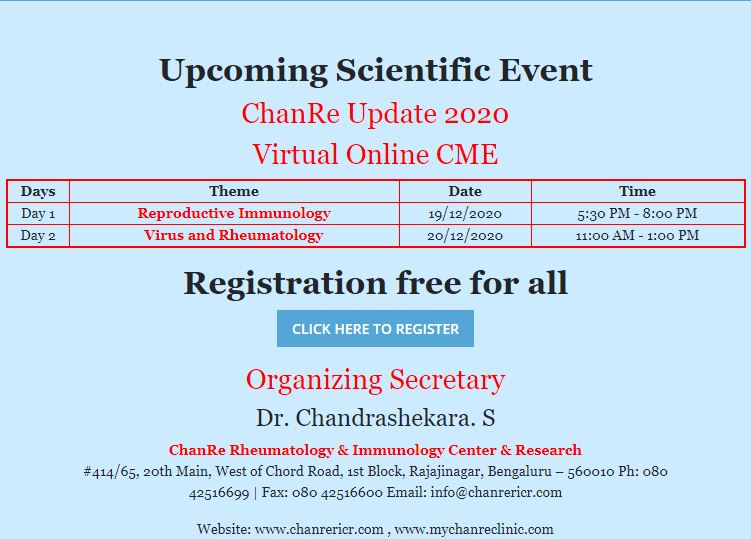 Upcoming Scientific Event
ChanRe Update 2020
Virtual Online CME
Days Theme Date Time
Day 1 Reproductive Immunology 19/12/2020 5:30 PM - 8:00 PM
Day 2 Virus and Rheumatology 20/12/2020 11:00 AM - 1:00 PM
Registration free for all
CLICK HERE TO REGISTER
Organizing Secretary
Dr. Chandrashekara. S
ChanRe Rheumatology & Immunology Center & Research
#414/65, 20th Main, West of Chord Road, 1st Block, Rajajinagar, Bengaluru – 560010 Ph: 080
42516699 | Fax: 080 42516600 Email: info@chanrericr.com
Website: www.chanrericr.com , www.mychanreclinic.com